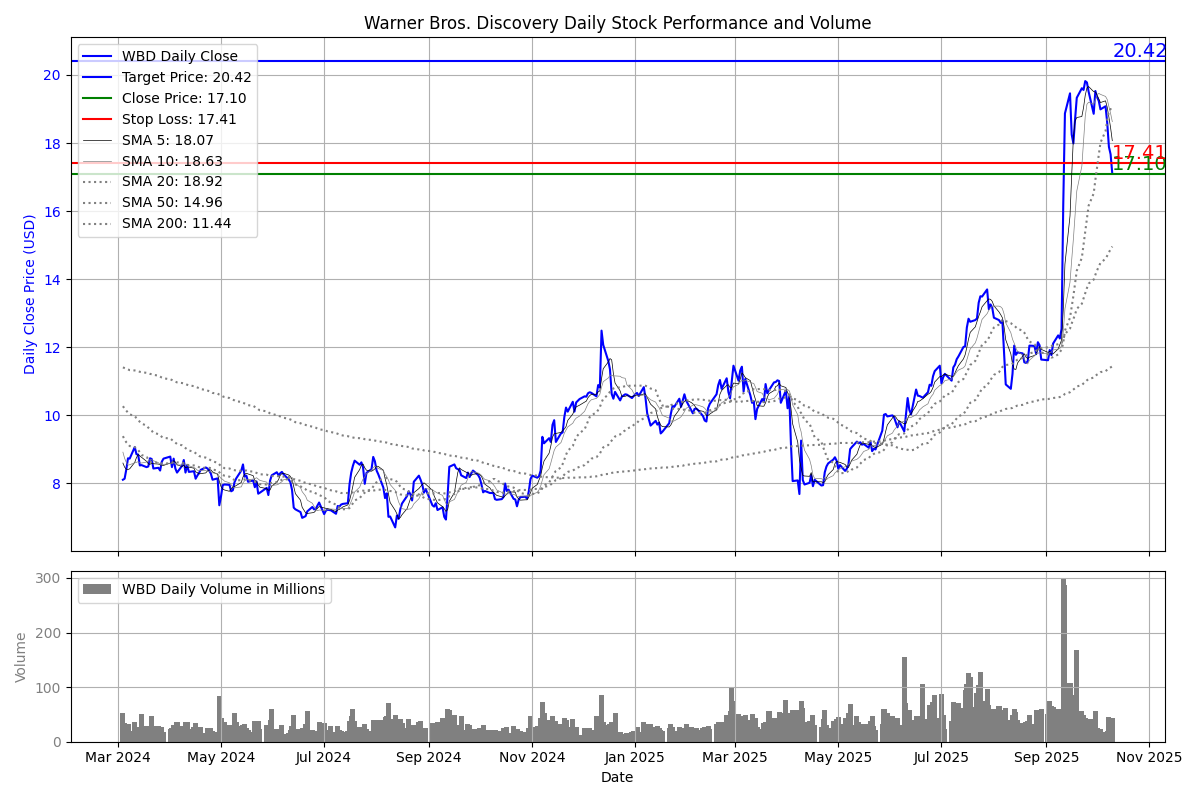 Warner Bros. Discovery Daily Stock Performance and Volume
WBD Daily Close
Target Price: 20.42
Close Price: 17.10
Stop Loss: 17.41
SMA 5: 18.07
SMA 10: 18.63
SMA 20: 18.92
SMA 50: 14.96
SMA 200: 11.44
20.42
17.41
17.10
Daily Close Price (USD)
20
18
16
14
12
10
8
WBD Daily Volume in Millions
Volume
300
200
100
0
Mar 2024
May 2024
Jul 2024
Sep 2024
Nov 2024
Jan 2025
Mar 2025
May 2025
Jul 2025
Sep 2025
Nov 2025
Date